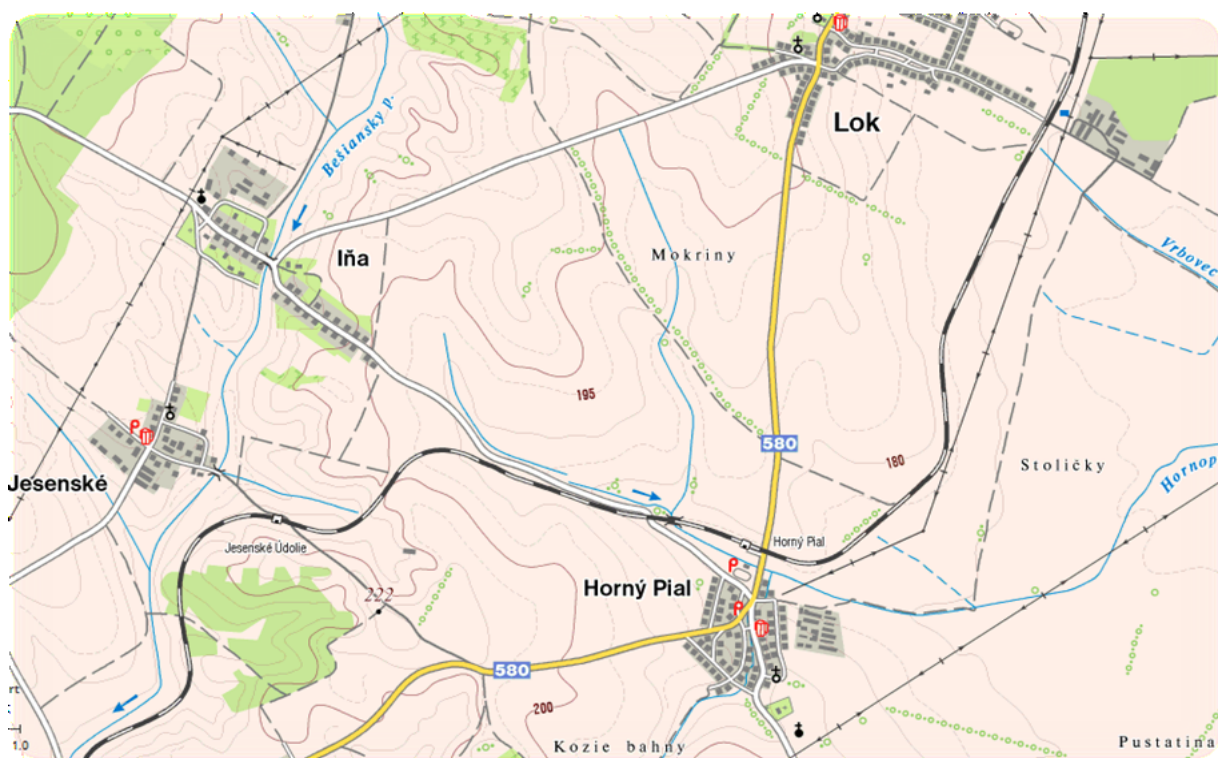 Lok
Bešiansky p.
Iňa
Mokriny
Vrbovec
195
580
180
Stoličky
Hornop
P
Jesenské
Jesenské Údolie
Horný Pial
P
Horný Pial
222
P
580
200
rt
1.0
Kozie bahny
Pustatina